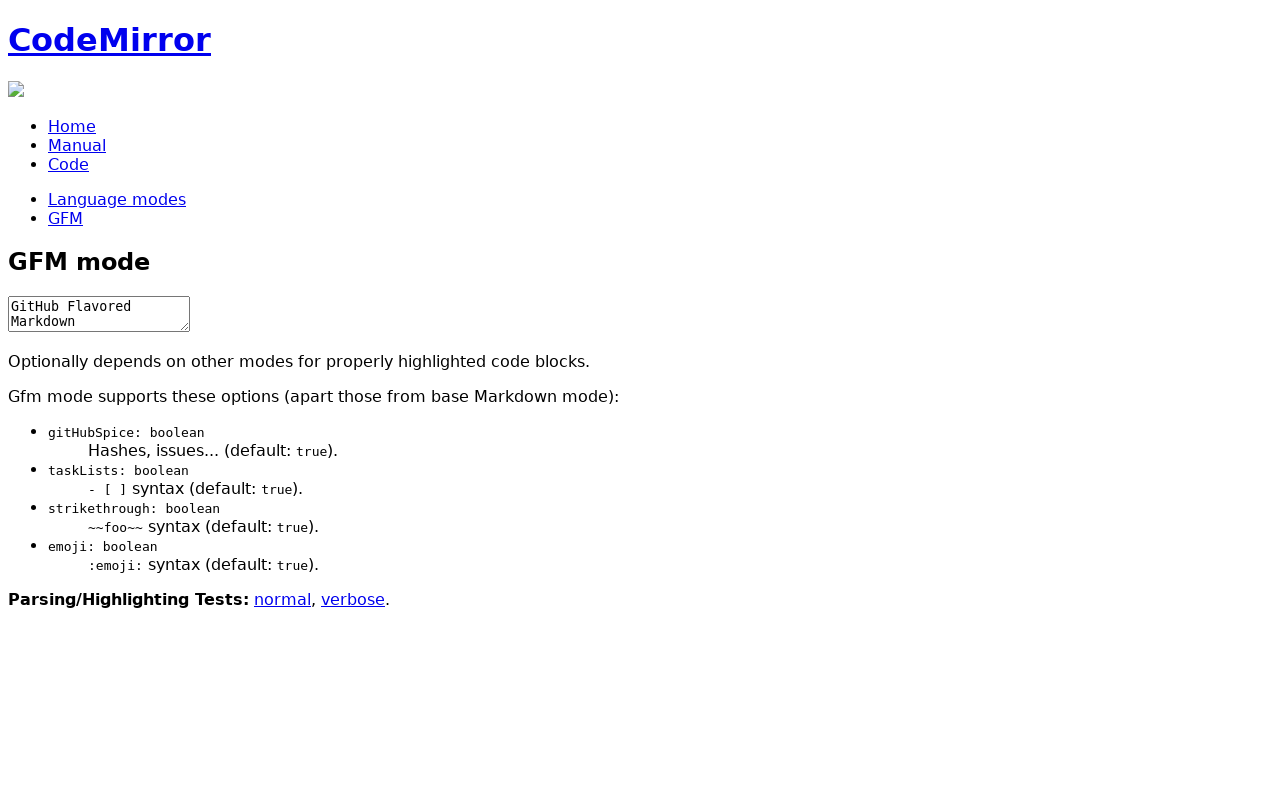 CodeMirror
Home
Manual
Code
Language modes
GFM
GFM mode
GitHub Flavored
Markdown
Optionally depends on other modes for properly highlighted code blocks.
Gfm mode supports these options (apart those from base Markdown mode):
gitHubSpice: boolean
Hashes, issues... (default: true).
taskLists: boolean
- [ ] syntax (default: true).
strikethrough: boolean
~~foo~~ syntax (default: true).
emoji: boolean
:emoji: syntax (default: true).
Parsing/Highlighting Tests: normal, verbose.